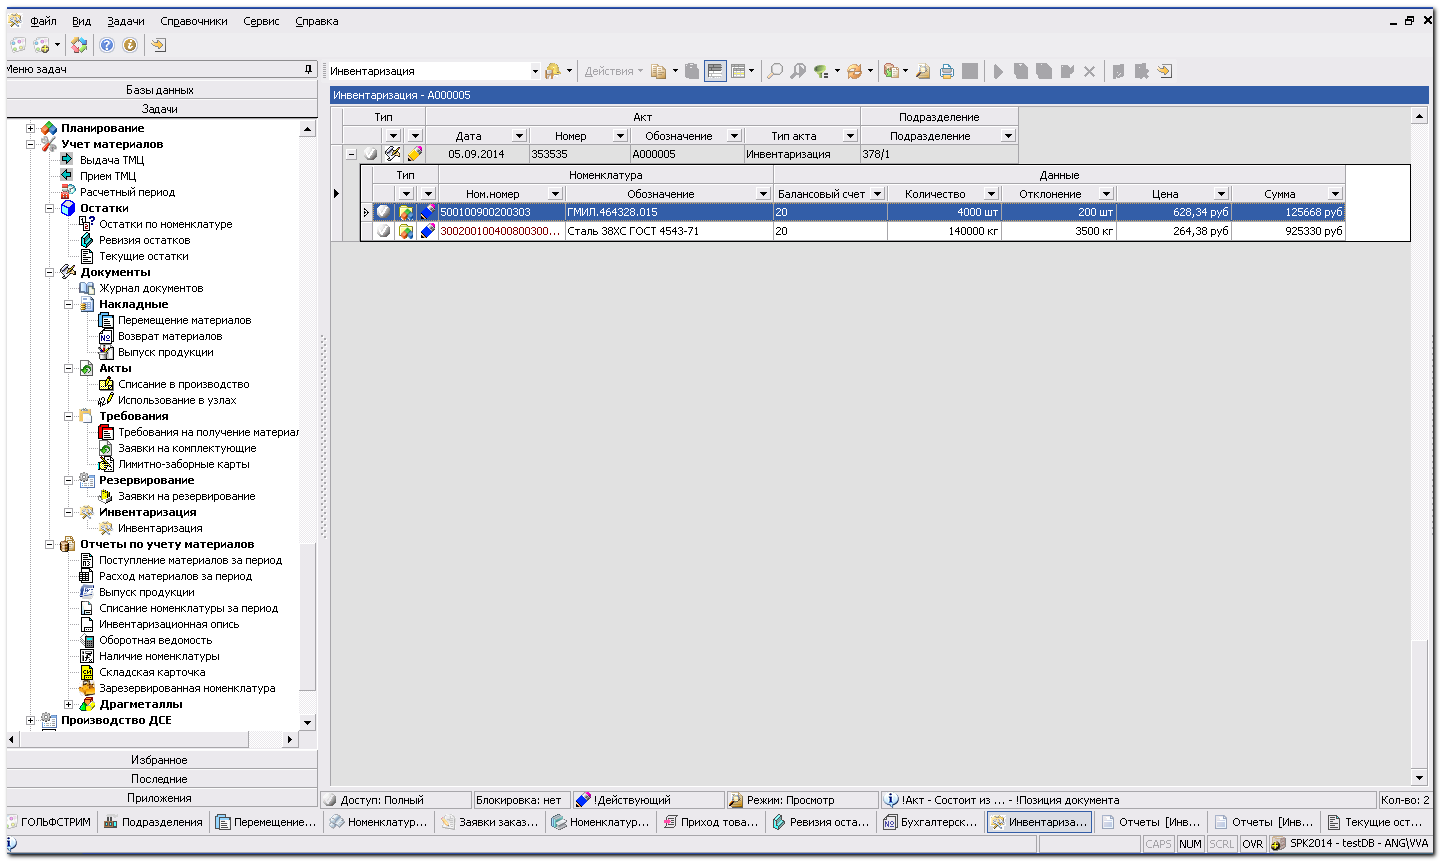 Файл Вид Задачи Справочники Сервис Справка
Меню задач
Базы данных
Задачи
Планирование
Учет материалов
Выдача ТМЦ
Прием ТМЦ
Расчетный период
Остатки
Остатки по номенклатуре
Ревизия остатков
Текущие остатки
Документы
Журнал документов
Накладные
Перемещение материалов
Возврат материалов
Выпуск продукции
Акты
Списание в производство
Использование в узлах
Требования
Требования на получение материал
Заявки на комплектующие
Лимитно-заборные карты
Резервирование
Заявки на резервирование
Инвентаризация
Инвентаризация
Отчеты по учету материалов
Поступление материалов за период
Расход материалов за период
Выпуск продукции
Списание номенклатуры за период
Инвентаризационная опись
Оборотная ведомость
Наличие номенклатуры
Складская карточка
Зарезервированная номенклатура
Драгметаллы
Производство ДСЕ
Избранное
Последние
Приложения
Инвентаризация Действия
Инвентаризация - А000005
Тип Акт Подразделение
Дата Номер Обозначение Тип акта Подразделение
05.09.2014 353535 А000005 Инвентаризация 378/1
Тип Номенклатура Данные
Ном.номер Обозначение Балансовый счет Количество Отклонение Цена Сумма
500100900200303 ГМИЛ.464328.015 20 4000 шт 200 шт 628,34 руб 125668 руб
300200100400800300... Сталь 38ХС ГОСТ 4543-71 20 140000 кг 3500 кг 264,38 руб 925330 руб
Доступ: Полный Блокировка: нет !Действующий Режим: Просмотр !Акт - Состоит из ... - !Позиция документа Кол-во: 2
ГОЛЬФСТРИМ Подразделения Перемещение... Номенклатур... Заявки заказ... Номенклатур... Приход това... Ревизия оста... Бухгалтерск... Инвентариза... Отчеты [Инв... Отчеты [Инв... Текущие ост...
CAPS NUM SCRL OVR SPK2014 - testDB - ANG\VVA